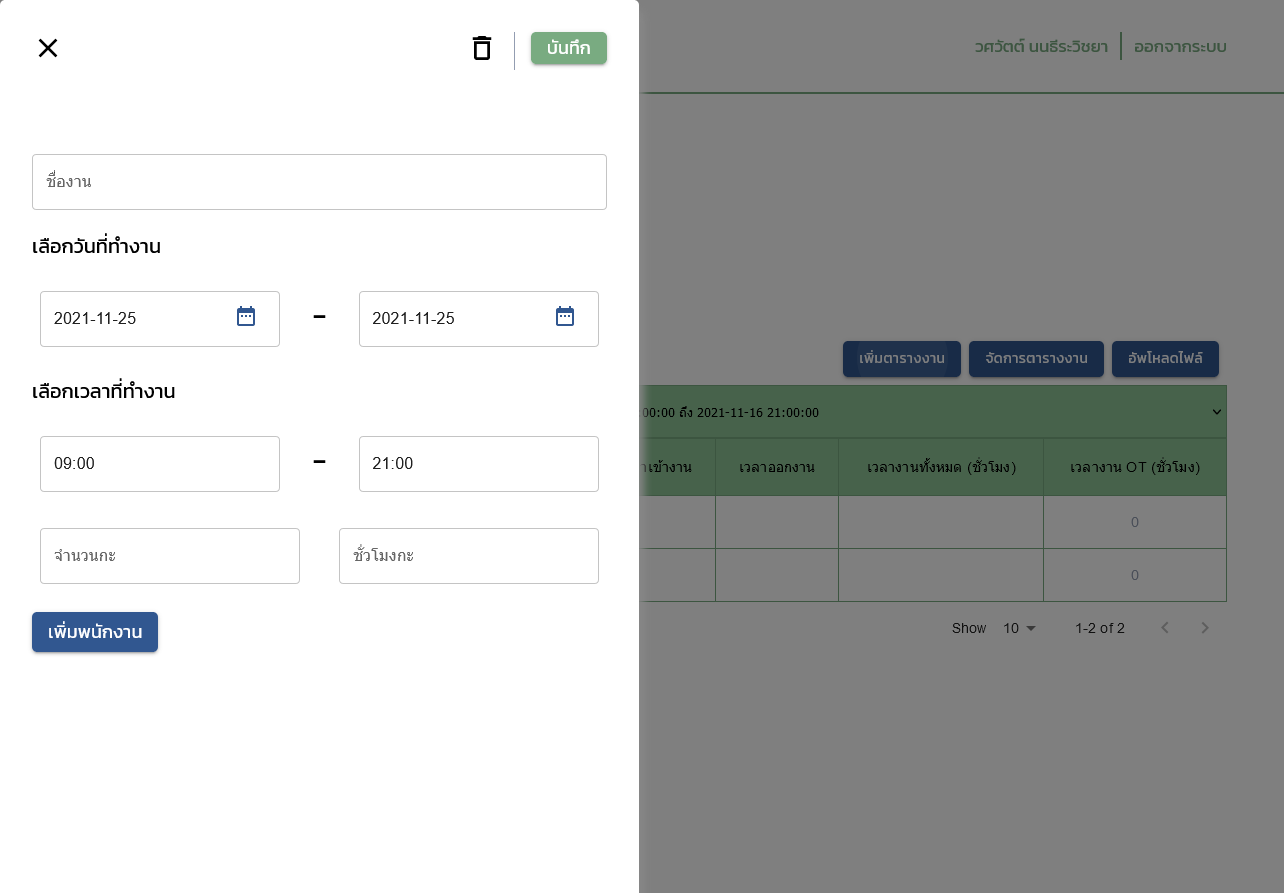 บันทึก
วศวัตต์ นนธีระวิชยา
ออกจากระบบ
ชื่องาน
เลือกวันที่ทำงาน
2021-11-25 – 2021-11-25
เลือกเวลาที่ทำงาน
09:00 – 21:00
จำนวนกะ
ชั่วโมงกะ
เพิ่มพนักงาน
เพิ่มตารางงาน
จัดการตารางงาน
อัพโหลดไฟล์
00:00 ถึง 2021-11-16 21:00:00
เข้างาน
เวลาออกงาน
เวลางานทั้งหมด (ชั่วโมง)
เวลางาน OT (ชั่วโมง)
0
0
Show 10 1-2 of 2